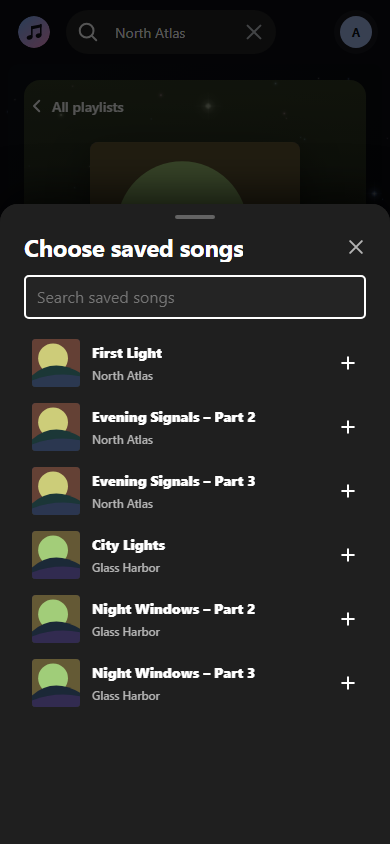 North Atlas
A
All playlists
Choose saved songs
Search saved songs
First Light
North Atlas
Evening Signals – Part 2
North Atlas
Evening Signals – Part 3
North Atlas
City Lights
Glass Harbor
Night Windows – Part 2
Glass Harbor
Night Windows – Part 3
Glass Harbor